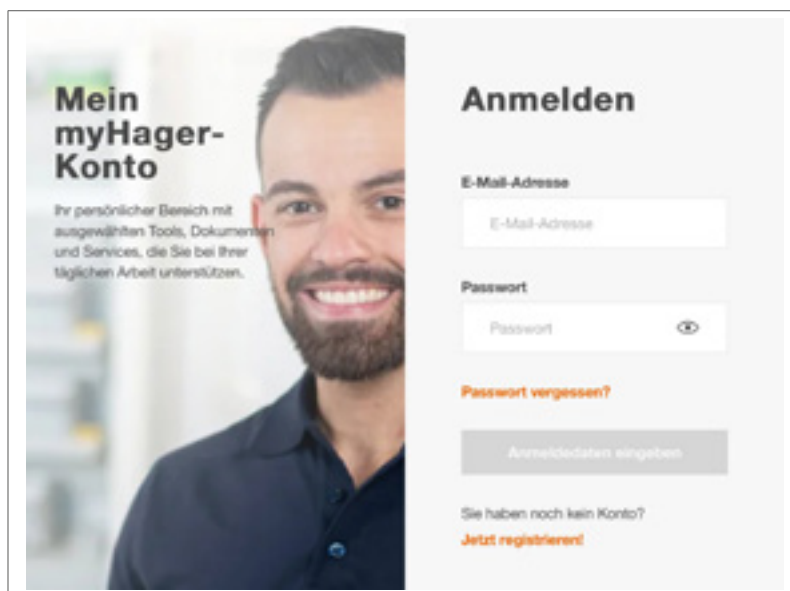 Mein
myHager-
Konto
Ihr persönlicher Bereich mit
ausgewählten Tools, Dokumenten
und Services, die Sie bei Ihrer
täglichen Arbeit unterstützen.
Anmelden
E-Mail-Adresse
E-Mail-Adresse
Passwort
Passwort
Passwort vergessen?
Anmeldedaten eingeben
Sie haben noch kein Konto?
Jetzt registrieren!